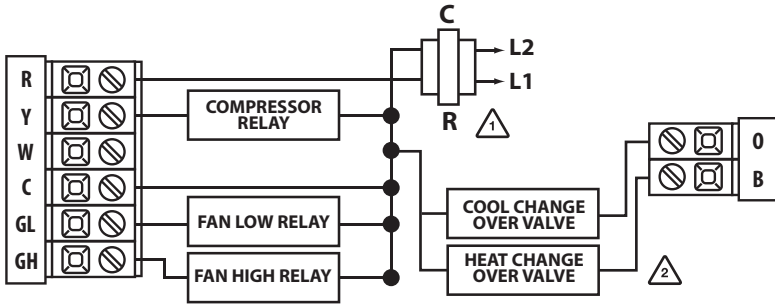 C
L2
L1
R
1
R
Y
W
C
GL
GH
COMPRESSOR
RELAY
FAN LOW RELAY
FAN HIGH RELAY
COOL CHANGE
OVER VALVE
HEAT CHANGE
OVER VALVE
O
B
2